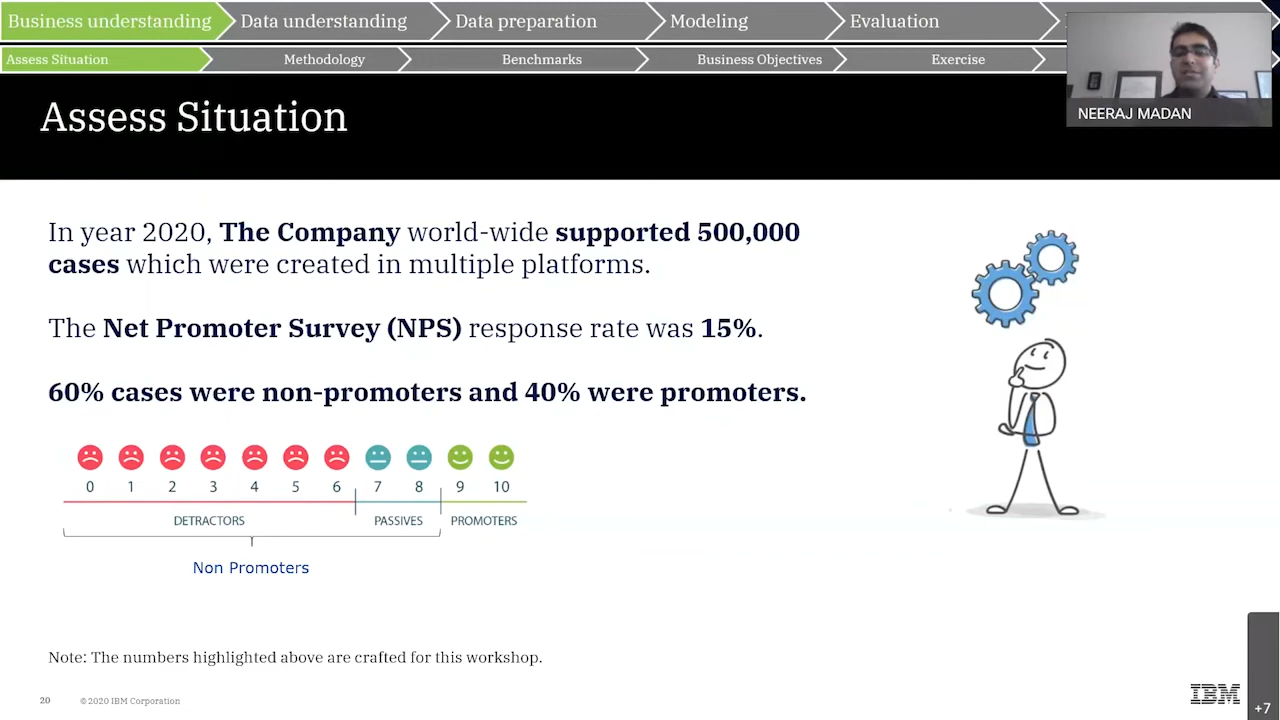 Business understanding
Data understanding
Data preparation
Modeling
Evaluation
Assess Situation
Methodology
Benchmarks
Business Objectives
Exercise
NEERAJ MADAN
Assess Situation
In year 2020, The Company world-wide supported 500,000
cases which were created in multiple platforms.
The Net Promoter Survey (NPS) response rate was 15%.
60% cases were non-promoters and 40% were promoters.
0 1 2 3 4 5 6 7 8 9 10
DETRACTORS PASSIVES PROMOTERS
Non Promoters
Note: The numbers highlighted above are crafted for this workshop.
20 © 2020 IBM Corporation
IBM
+7